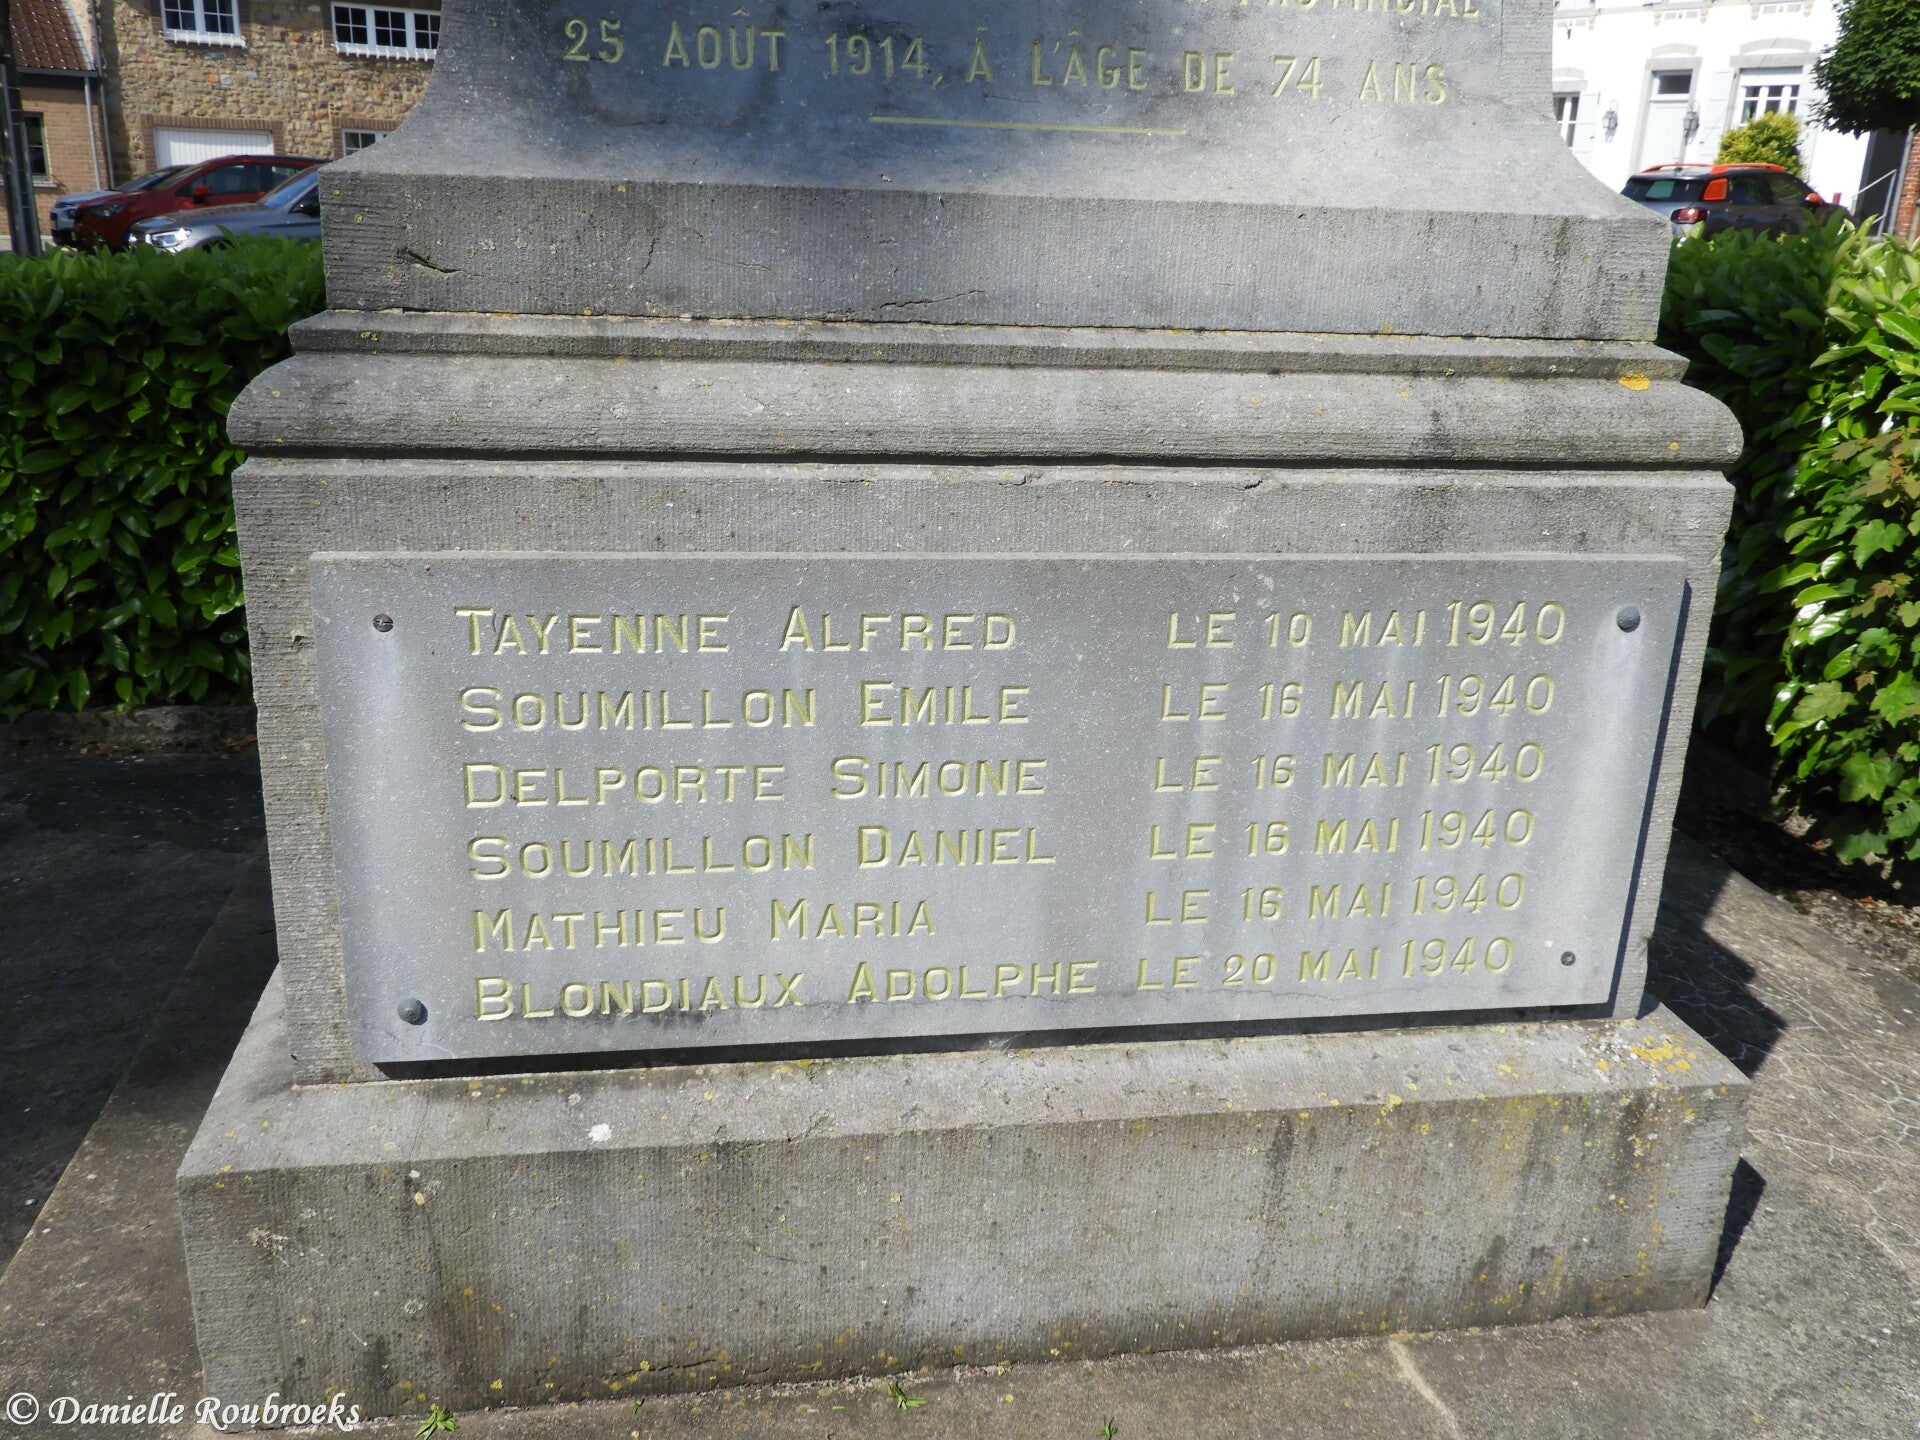 PROVINCIAL
25 AOÛT 1914, À L'ÂGE DE 74 ANS
TAYENNE ALFRED LE 10 MAI 1940
SOUMILLON EMILE LE 16 MAI 1940
DELPORTE SIMONE LE 16 MAI 1940
SOUMILLON DANIEL LE 16 MAI 1940
MATHIEU MARIA LE 16 MAI 1940
BLONDIAUX ADOLPHE LE 20 MAI 1940
© Danielle Roubroeks